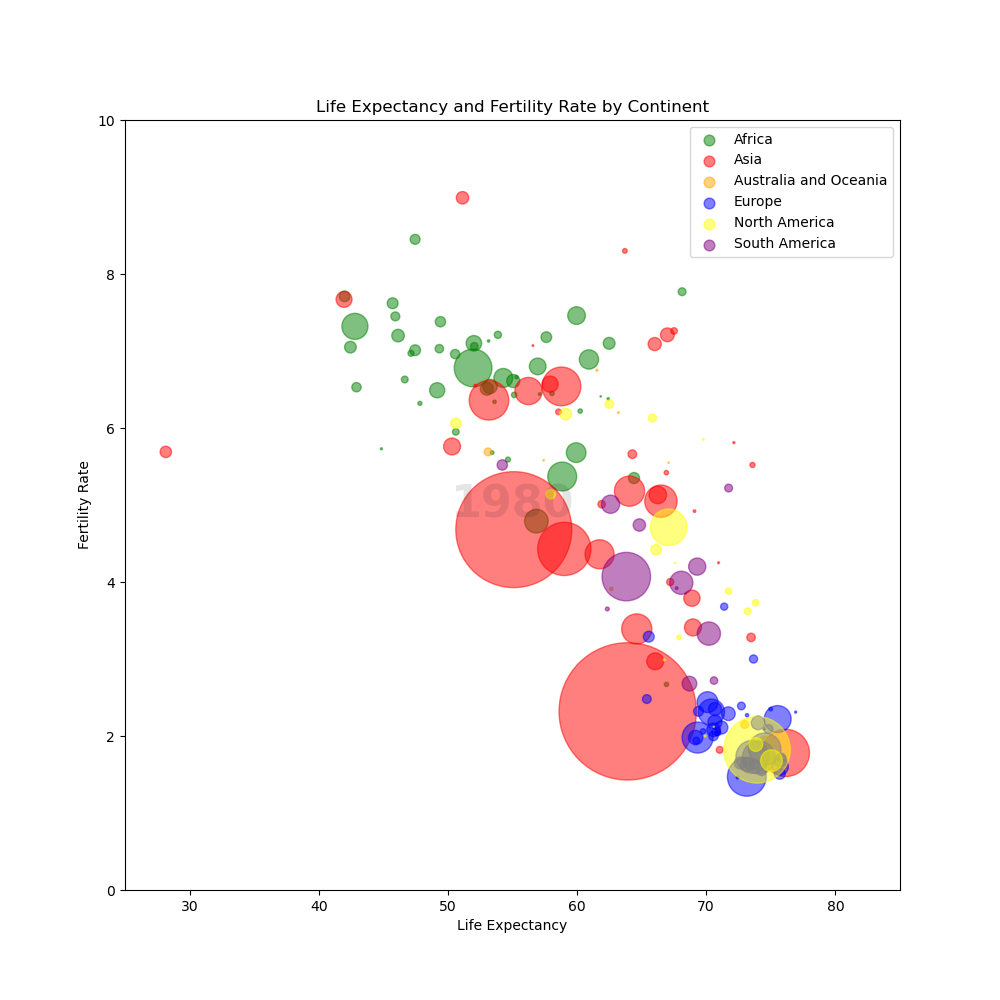 Life Expectancy and Fertility Rate by Continent
10
8
6
4
2
0
Fertility Rate
1980
Africa
Asia
Australia and Oceania
Europe
North America
South America
30 40 50 60 70 80
Life Expectancy